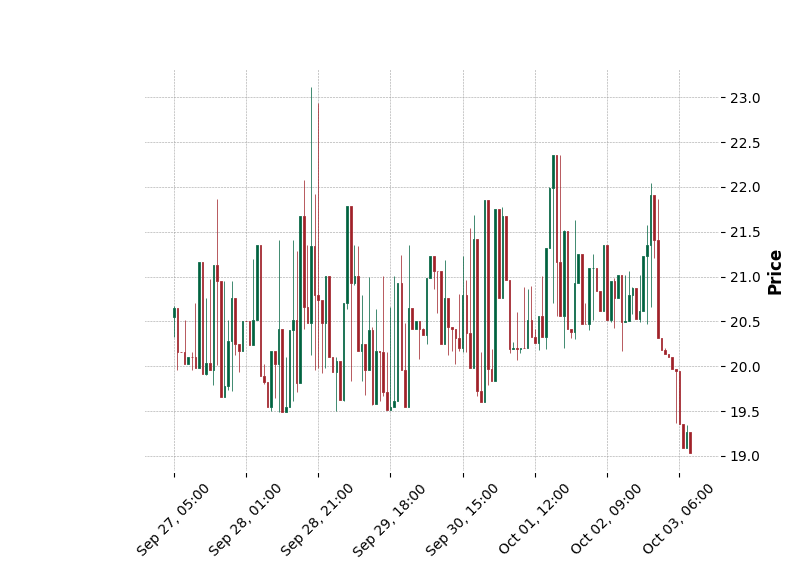 23.0
22.5
22.0
21.5
21.0
20.5
20.0
19.5
19.0
Price
Sep 27, 05:00
Sep 28, 01:00
Sep 28, 21:00
Sep 29, 18:00
Sep 30, 15:00
Oct 01, 12:00
Oct 02, 09:00
Oct 03, 06:00